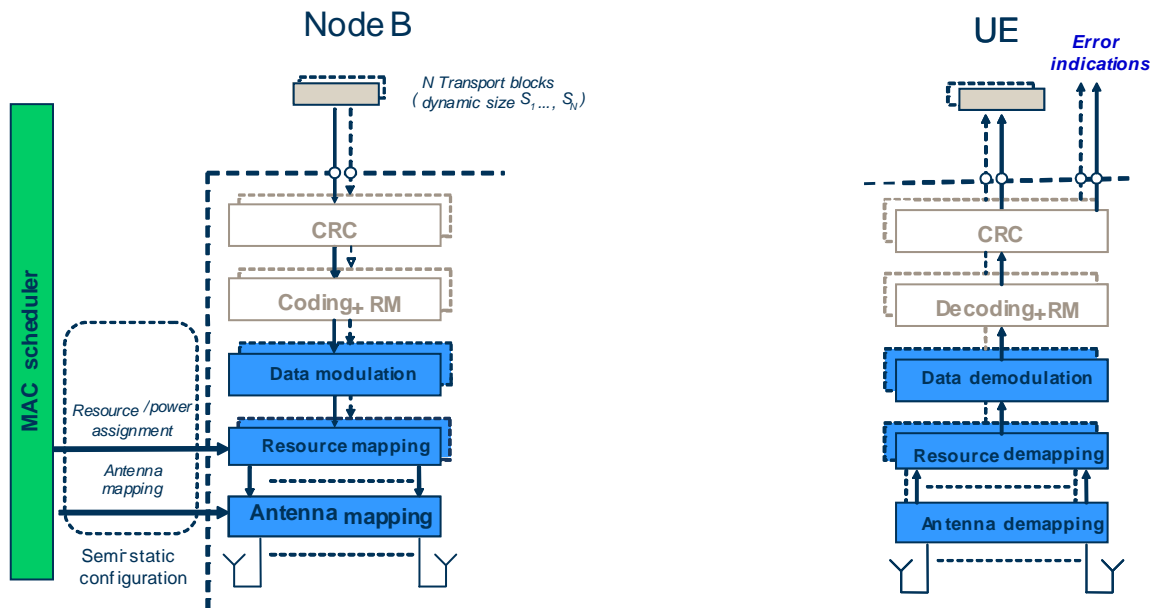 Node B
UE
Error
indications
N Transport blocks
( dynamic size S1..., SN )
CRC
CRC
Coding+ RM
Decoding+RM
MAC scheduler
Data modulation
Data demodulation
Resource /power
assignment
Resource mapping
Resource demapping
Antenna
mapping
Antenna mapping
Antenna demapping
Semi-static
configuration